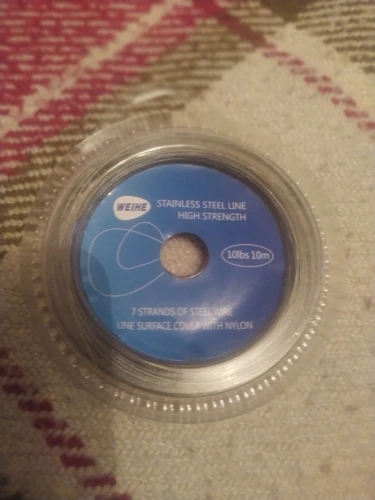 WEIHE
STAINLESS STEEL LINE
HIGH STRENGTH
10lbs 10m
7 STRANDS OF STEEL WIRE
LINE SURFACE COVER WITH NYLON